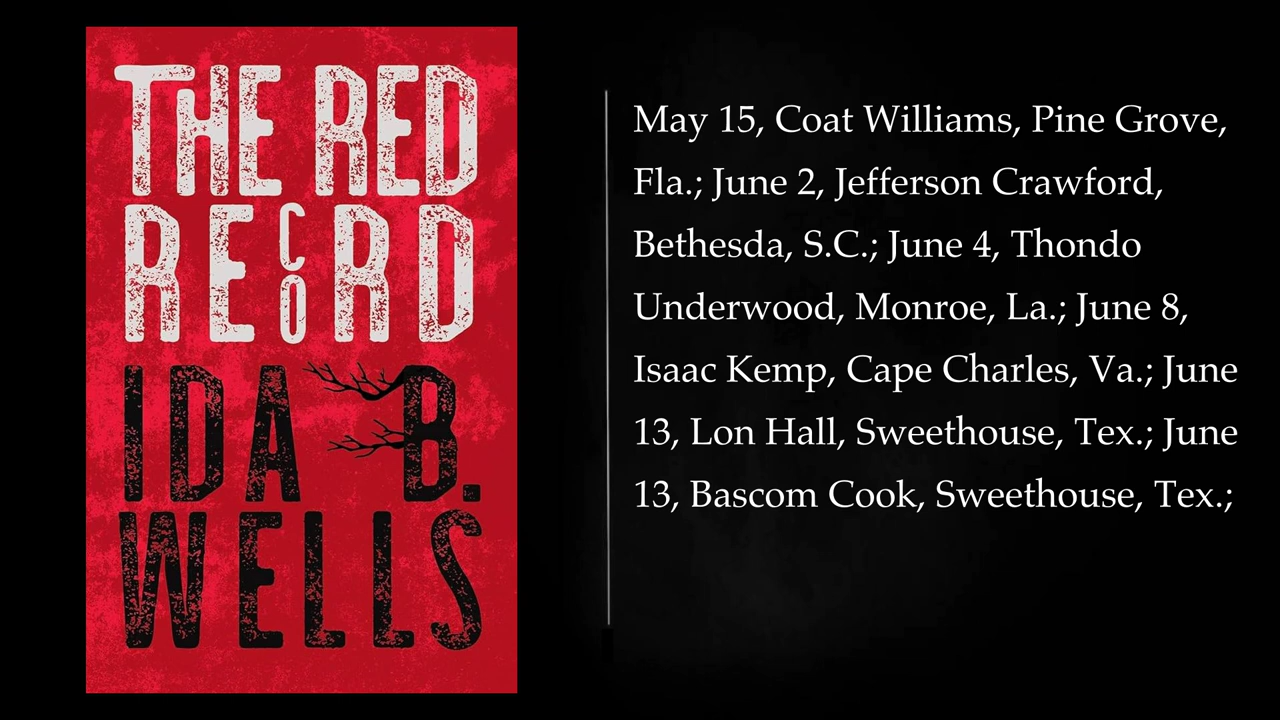 THE RED
RECORD
IDA B.
WELLS
May 15, Coat Williams, Pine Grove,
Fla.; June 2, Jefferson Crawford,
Bethesda, S.C.; June 4, Thondo
Underwood, Monroe, La.; June 8,
Isaac Kemp, Cape Charles, Va.; June
13, Lon Hall, Sweethouse, Tex.; June
13, Bascom Cook, Sweethouse, Tex.;